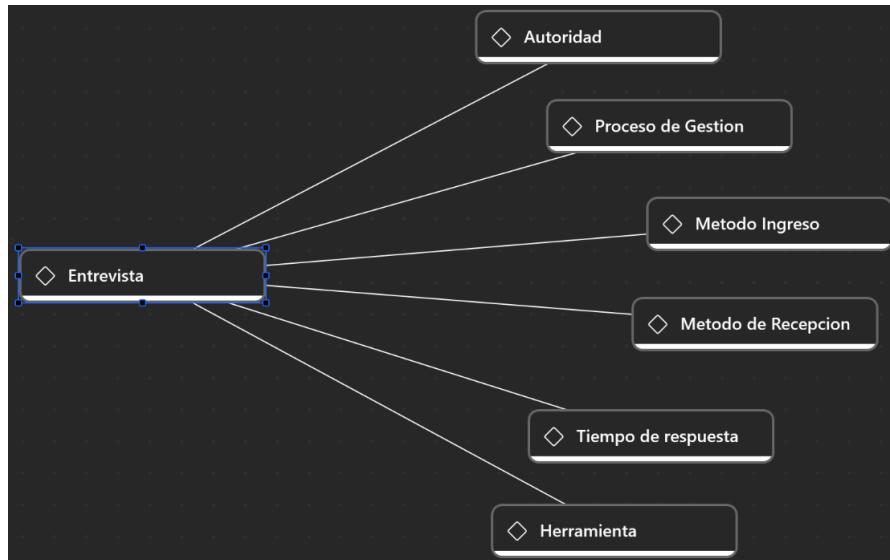 Autoridad
Proceso de Gestion
Metodo Ingreso
Entrevista
Metodo de Recepcion
Tiempo de respuesta
Herramienta